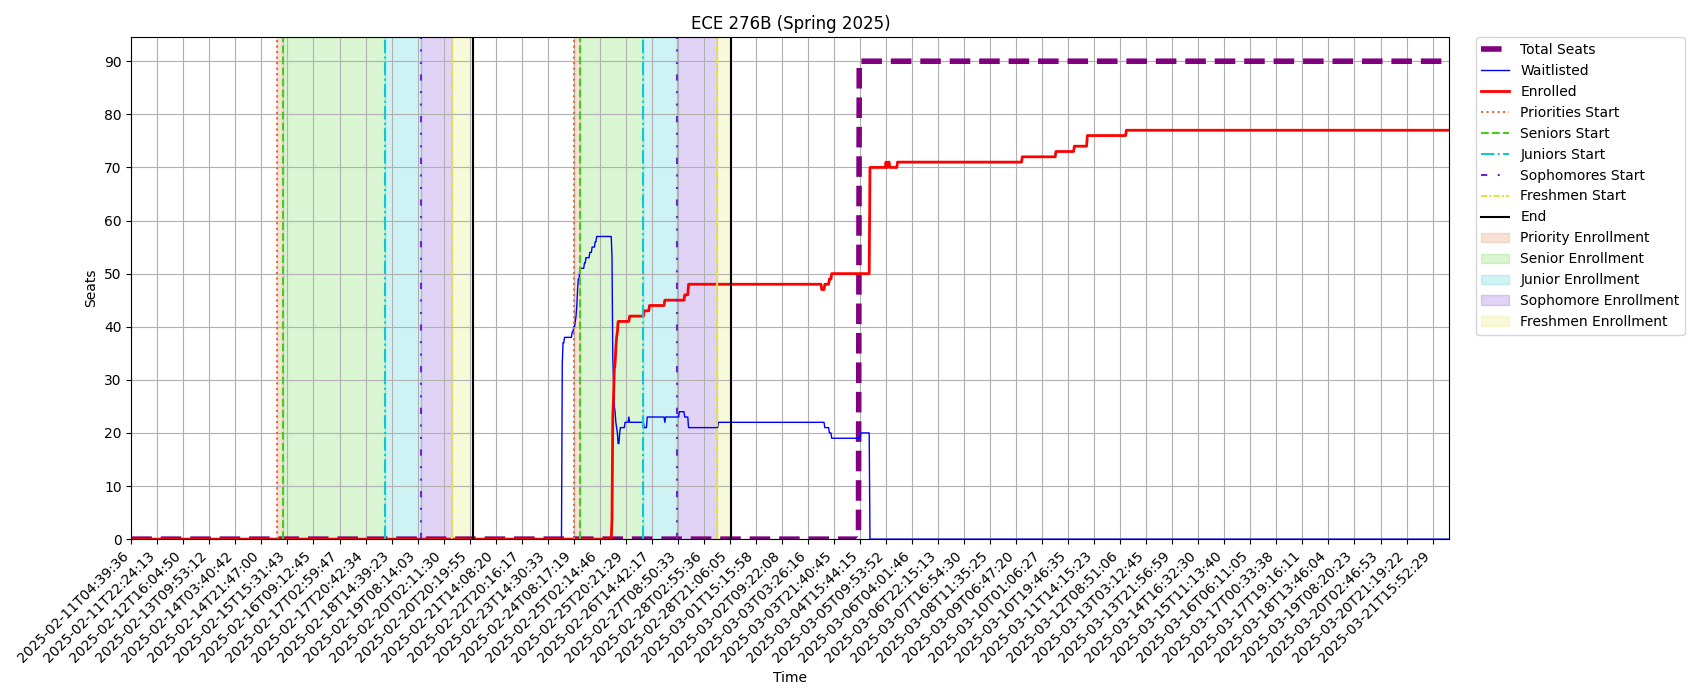 ECE 276B (Spring 2025)
Seats
90
80
70
60
50
40
30
20
10
0
2025-02-11T04:39:36
2025-02-11T22:24:13
2025-02-12T16:04:50
2025-02-13T09:53:12
2025-02-14T03:40:42
2025-02-14T21:47:00
2025-02-15T15:31:43
2025-02-16T09:12:45
2025-02-17T02:59:47
2025-02-17T20:42:34
2025-02-18T14:39:23
2025-02-19T08:14:03
2025-02-20T02:11:30
2025-02-20T20:19:55
2025-02-21T14:08:20
2025-02-22T20:16:17
2025-02-23T14:30:33
2025-02-24T08:17:19
2025-02-25T02:14:46
2025-02-25T20:21:29
2025-02-26T14:42:17
2025-02-27T08:50:33
2025-02-28T02:55:36
2025-02-28T21:06:05
2025-03-01T15:15:58
2025-03-02T09:22:08
2025-03-03T03:26:16
2025-03-03T21:40:45
2025-03-04T15:44:15
2025-03-05T09:53:52
2025-03-06T04:01:46
2025-03-06T22:15:13
2025-03-07T16:54:30
2025-03-08T11:35:25
2025-03-09T06:47:20
2025-03-10T01:06:27
2025-03-10T19:46:35
2025-03-11T14:15:23
2025-03-12T08:51:06
2025-03-13T03:12:45
2025-03-13T21:56:59
2025-03-14T16:32:30
2025-03-15T11:13:40
2025-03-16T06:11:05
2025-03-17T00:33:38
2025-03-17T19:16:11
2025-03-18T13:46:04
2025-03-19T08:20:23
2025-03-20T02:46:53
2025-03-20T21:19:22
2025-03-21T15:52:29
Time
Total Seats
Waitlisted
Enrolled
Priorities Start
Seniors Start
Juniors Start
Sophomores Start
Freshmen Start
End
Priority Enrollment
Senior Enrollment
Junior Enrollment
Sophomore Enrollment
Freshmen Enrollment